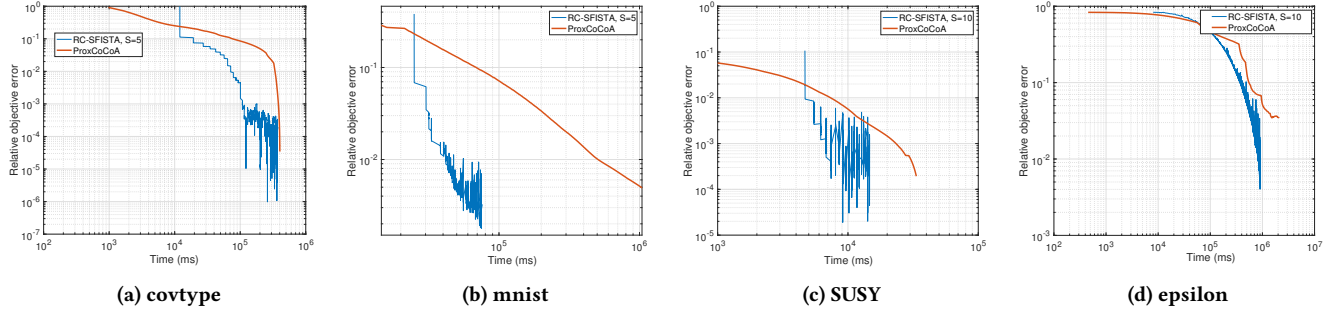 10^0
10^-1
10^-2
10^-3
10^-4
10^-5
10^-6
10^-7
Relative objective error
RC-SFISTA, S=5
ProxCoCoA
10^2 10^3 10^4 10^5 10^6
Time (ms)
(a) covtype
10^-1
10^-2
Relative objective error
RC-SFISTA, S=5
ProxCoCoA
10^5 10^6
Time (ms)
(b) mnist
10^0
10^-1
10^-2
10^-3
10^-4
10^-5
Relative objective error
RC-SFISTA, S=10
ProxCoCoA
10^3 10^4 10^5
Time (ms)
(c) SUSY
10^0
10^-1
10^-2
10^-3
Relative objective error
RC-SFISTA, S=10
ProxCoCoA
10^2 10^3 10^4 10^5 10^6 10^7
Time (ms)
(d) epsilon